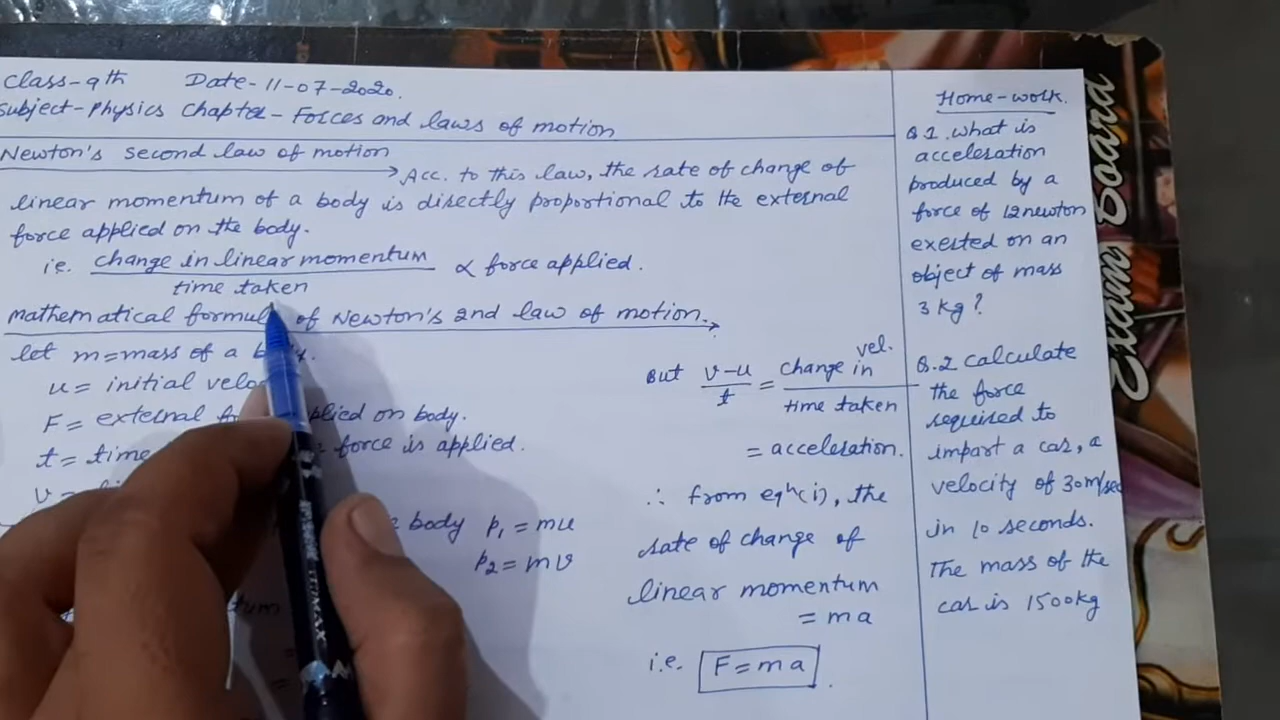 Class-9th Date-11-07-2020.
Subject-Physics Chapter-Forces and laws of motion
Newton's second law of motion
→ Acc. to this law, the rate of change of
linear momentum of a body is directly proportional to the external
force applied on the body.
i.e. change in linear momentum ∝ force applied.
time taken
mathematical formula of Newton's 2nd law of motion.
let m=mass of a body.
u= initial
F= external applied on body.
t= time force is applied.
v=
body p₁ = mu
p₂ = mv
=
=
But v-u = change in vel.
t time taken
= acceleration.
∴ from eqⁿ(i), the
rate of change of
linear momentum
= ma
i.e. F=ma
Home-work.
Q.1. what is
acceleration
produced by a
force of 12 newton
exerted on an
object of mass
3 kg?
Q.2 calculate
the force
required to
impart a car, a
velocity of 30m/sec
in 10 seconds.
The mass of the
car is 1500kg
Exam Board